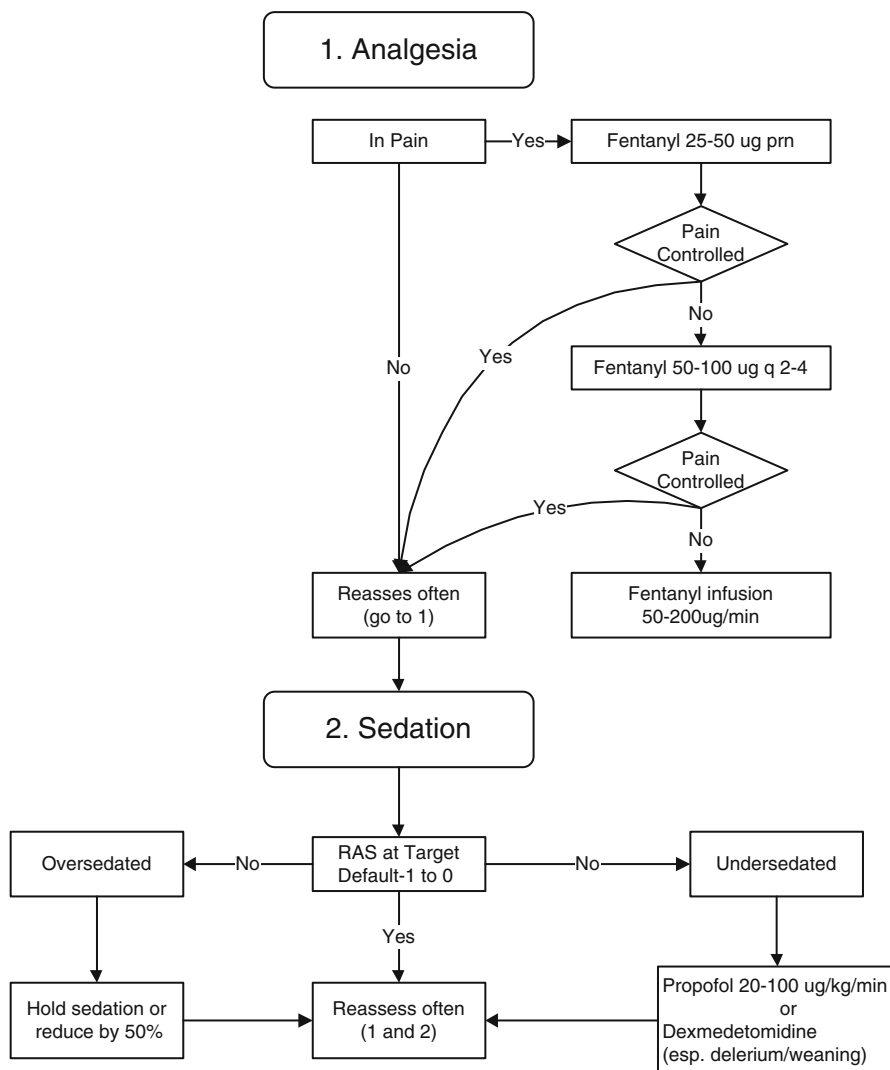 1. Analgesia
In Pain
Yes
Fentanyl 25-50 ug prn
Pain
Controlled
No
Yes
No
Fentanyl 50-100 ug q 2-4
Pain
Controlled
Yes
No
Reasses often
(go to 1)
Fentanyl infusion
50-200ug/min
2. Sedation
Oversedated
No
RAS at Target
Default-1 to 0
No
Undersedated
Yes
Hold sedation or
reduce by 50%
Reassess often
(1 and 2)
Propofol 20-100 ug/kg/min
or
Dexmedetomidine
(esp. delerium/weaning)